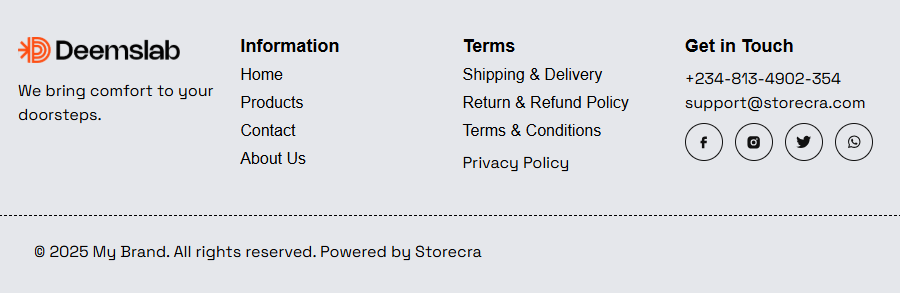 Deemslab
We bring comfort to your
doorsteps.
Information
Home
Products
Contact
About Us
Terms
Shipping & Delivery
Return & Refund Policy
Terms & Conditions
Privacy Policy
Get in Touch
+234-813-4902-354
support@storecra.com
© 2025 My Brand. All rights reserved. Powered by Storecra